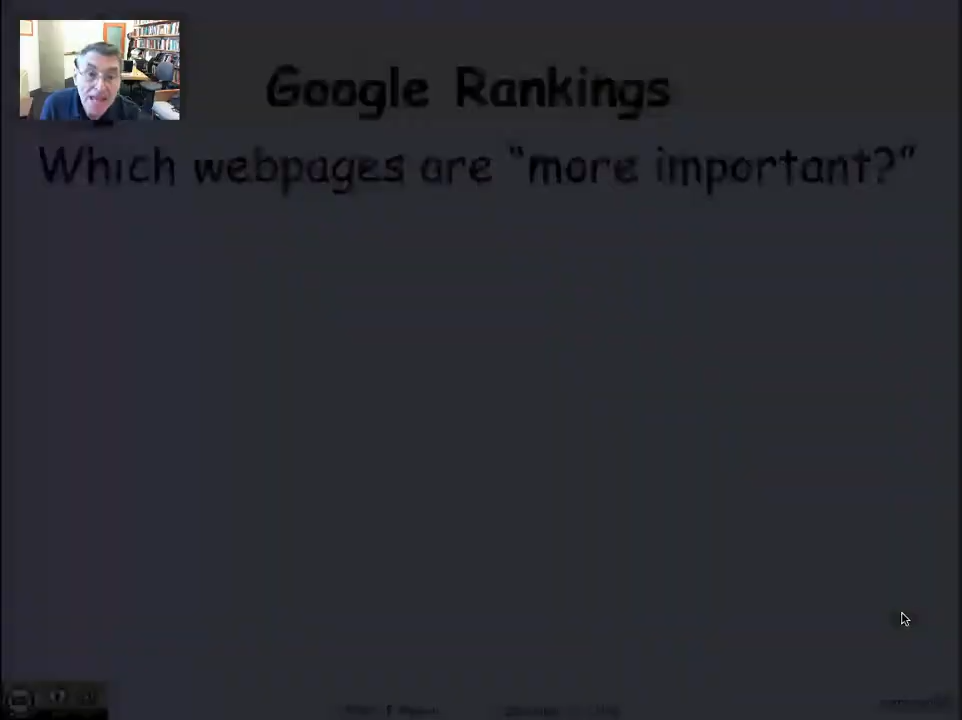 Google Rankings
Which webpages are “more important?”